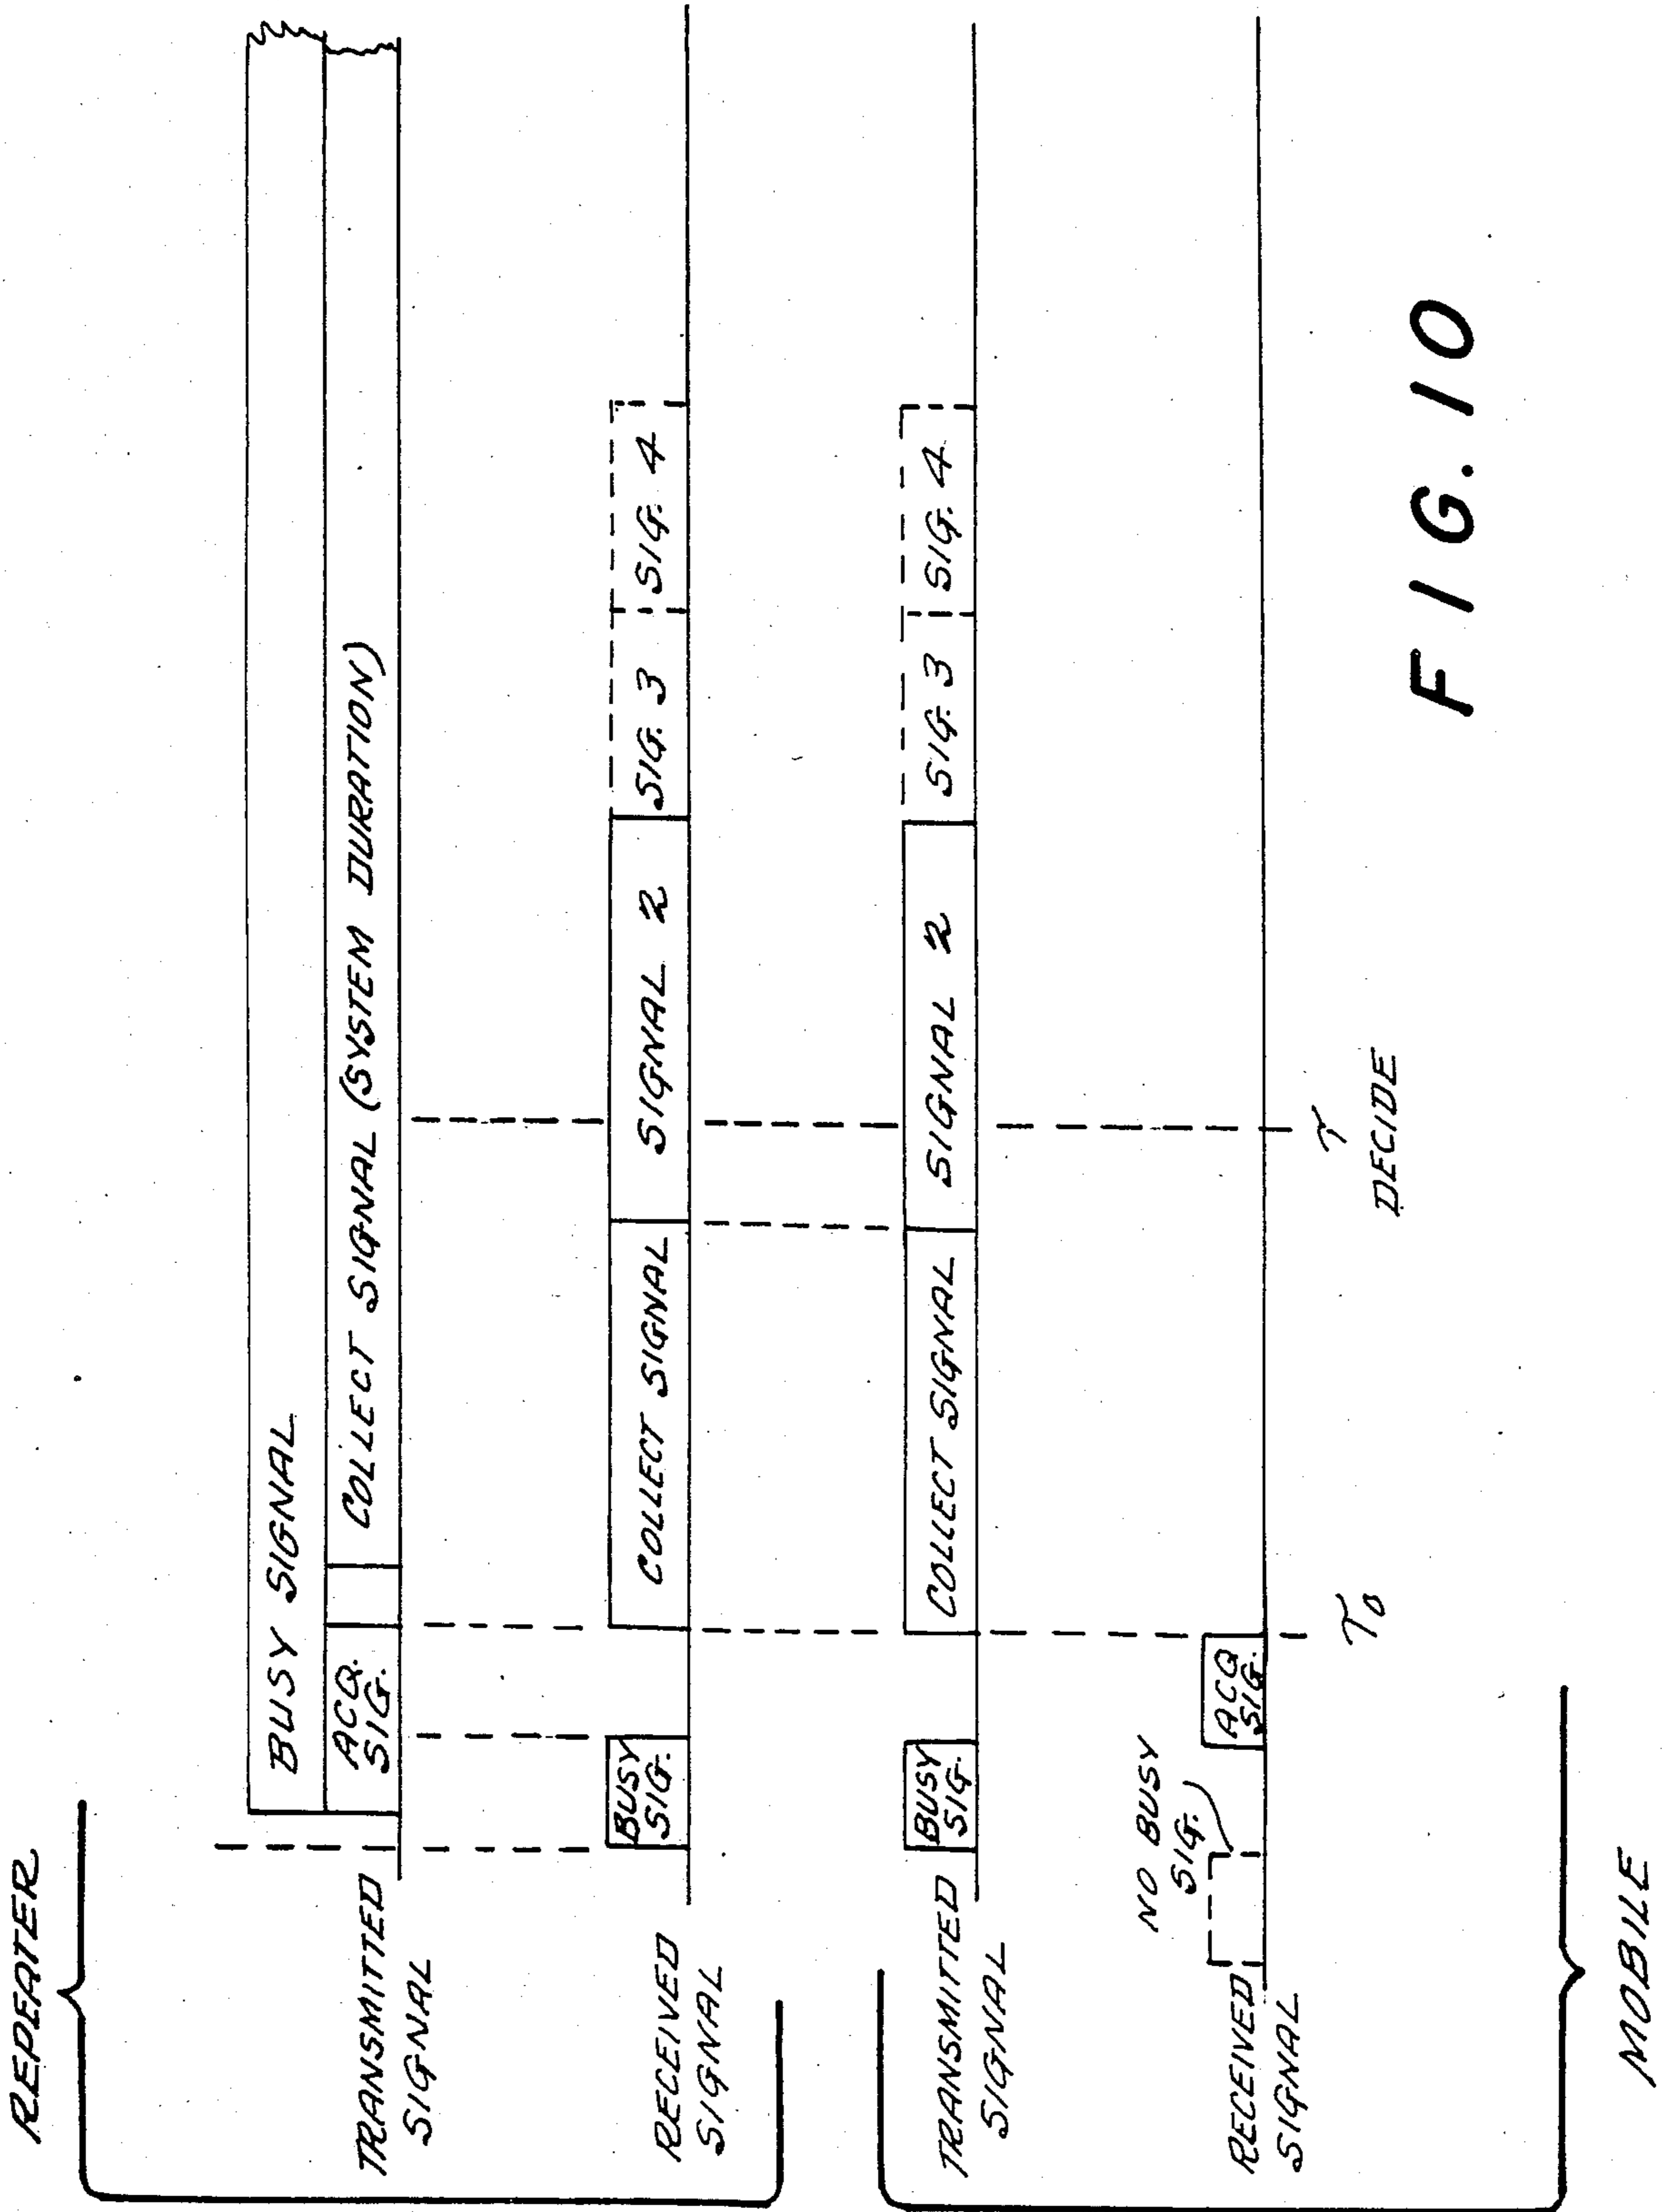 REPEATER
TRANSMITTED
SIGNAL
BUSY SIGNAL
ACQ.
SIG.
COLLECT SIGNAL (SYSTEM DURATION)
RECEIVED
SIGNAL
BUSY
SIG.
COLLECT SIGNAL
SIGNAL 2
SIG. 3
SIG. 4
TRANSMITTED
SIGNAL
BUSY
SIG.
COLLECT SIGNAL
SIGNAL 2
SIG. 3
SIG. 4
RECEIVED
SIGNAL
NO BUSY
SIG.
ACQ
SIG.
T0
T
DECIDE
MOBILE
FIG. 10